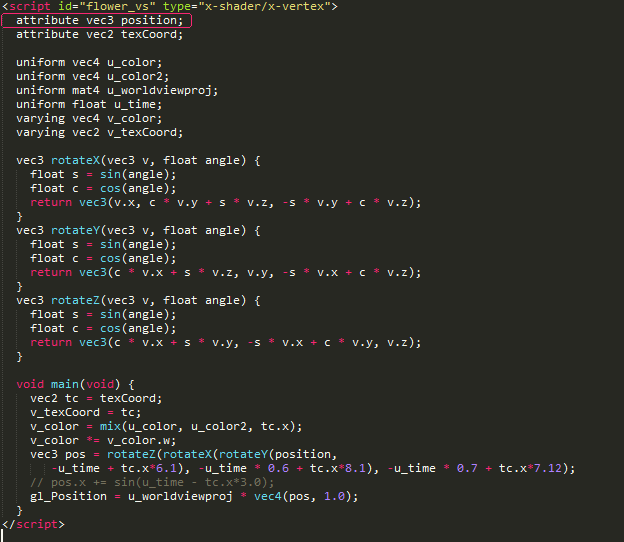 <script id="flower_vs" type="x-shader/x-vertex">
attribute vec3 position;
attribute vec2 texCoord;
uniform vec4 u_color;
uniform vec4 u_color2;
uniform mat4 u_worldviewproj;
uniform float u_time;
varying vec4 v_color;
varying vec2 v_texCoord;
vec3 rotateX(vec3 v, float angle) {
float s = sin(angle);
float c = cos(angle);
return vec3(v.x, c * v.y + s * v.z, -s * v.y + c * v.z);
}
vec3 rotateY(vec3 v, float angle) {
float s = sin(angle);
float c = cos(angle);
return vec3(c * v.x + s * v.z, v.y, -s * v.x + c * v.z);
}
vec3 rotateZ(vec3 v, float angle) {
float s = sin(angle);
float c = cos(angle);
return vec3(c * v.x + s * v.y, -s * v.x + c * v.y, v.z);
}
void main(void) {
vec2 tc = texCoord;
v_texCoord = tc;
v_color = mix(u_color, u_color2, tc.x);
v_color *= v_color.w;
vec3 pos = rotateZ(rotateX(rotateY(position,
-u_time + tc.x*6.1), -u_time * 0.6 + tc.x*8.1), -u_time * 0.7 + tc.x*7.12);
// pos.x += sin(u_time - tc.x*3.0);
gl_Position = u_worldviewproj * vec4(pos, 1.0);
}
</script>